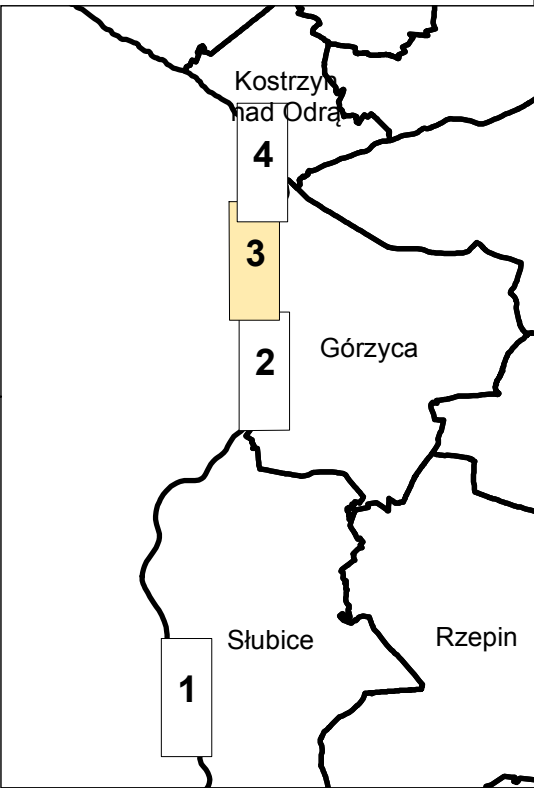 Kostrzyn
nad Odrą
4
3
2
Górzyca
Słubice
Rzepin
1